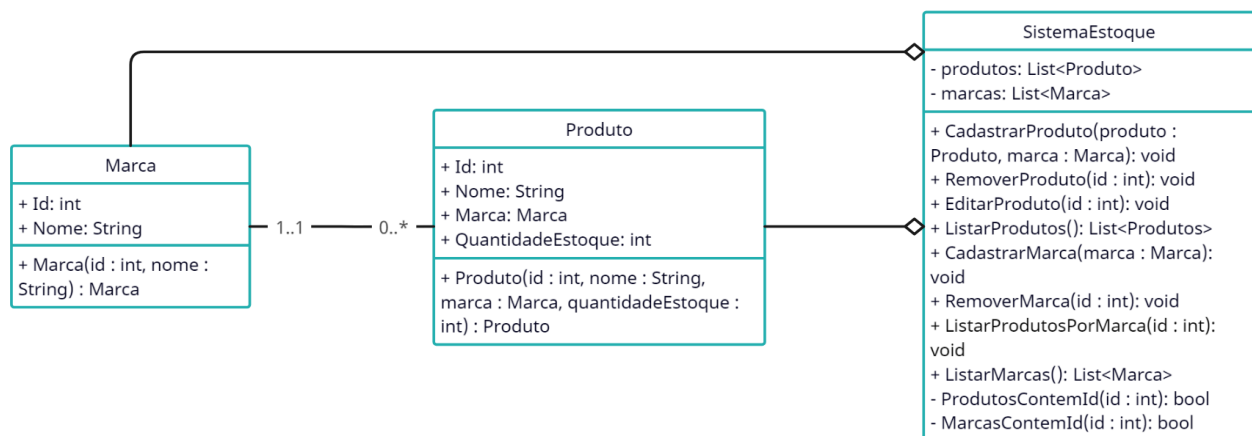 SistemaEstoque
- produtos: List<Produto>
- marcas: List<Marca>
+ CadastrarProduto(produto :
Produto, marca : Marca): void
+ RemoverProduto(id : int): void
+ EditarProduto(id : int): void
+ ListarProdutos(): List<Produtos>
+ CadastrarMarca(marca : Marca):
void
+ RemoverMarca(id : int): void
+ ListarProdutosPorMarca(id : int):
void
+ ListarMarcas(): List<Marca>
- ProdutosContemId(id : int): bool
- MarcasContemId(id : int): bool
Produto
+ Id: int
+ Nome: String
+ Marca: Marca
+ QuantidadeEstoque: int
+ Produto(id : int, nome : String,
marca : Marca, quantidadeEstoque :
int) : Produto
Marca
+ Id: int
+ Nome: String
+ Marca(id : int, nome :
String) : Marca
1..1
0..*